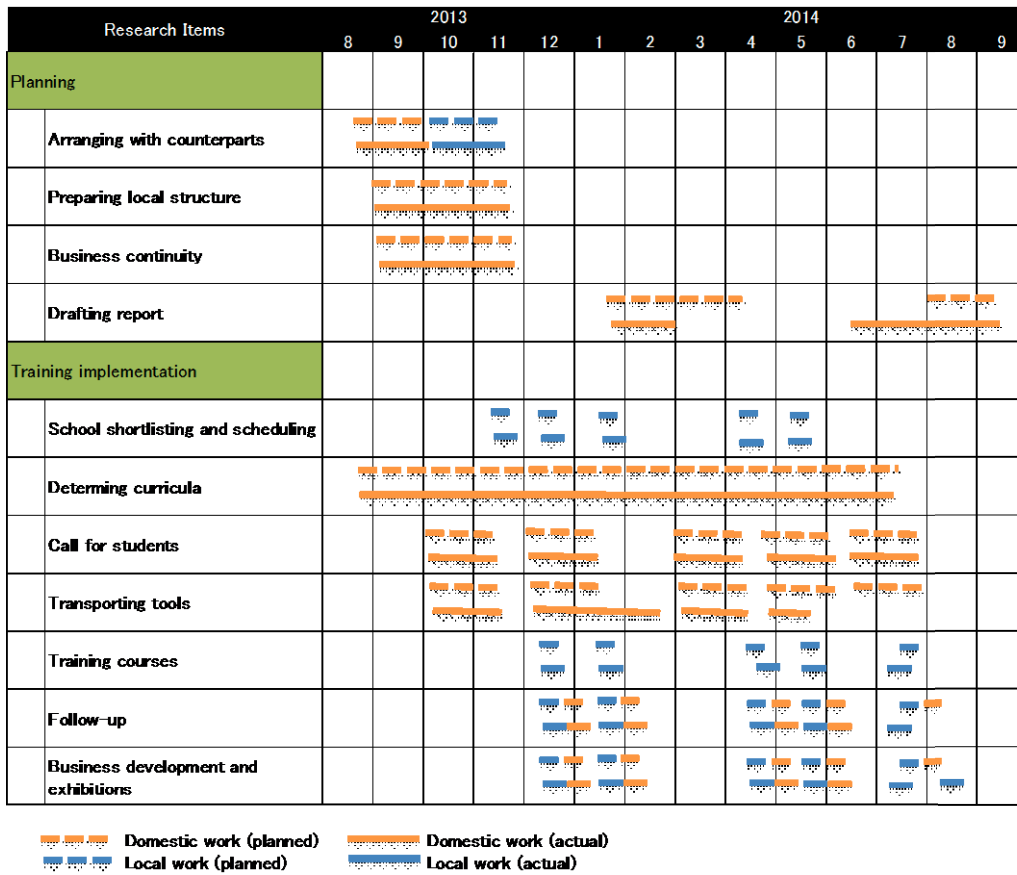 2013 2014
Research Items
8 9 10 11 12 1 2 3 4 5 6 7 8 9
Planning
Arranging with counterparts
Preparing local structure
Business continuity
Drafting report
Training implementation
School shortlisting and scheduling
Determing curricula
Call for students
Transporting tools
Training courses
Follow-up
Business development and
exhibitions
Domestic work (planned) Domestic work (actual)
Local work (planned) Local work (actual)